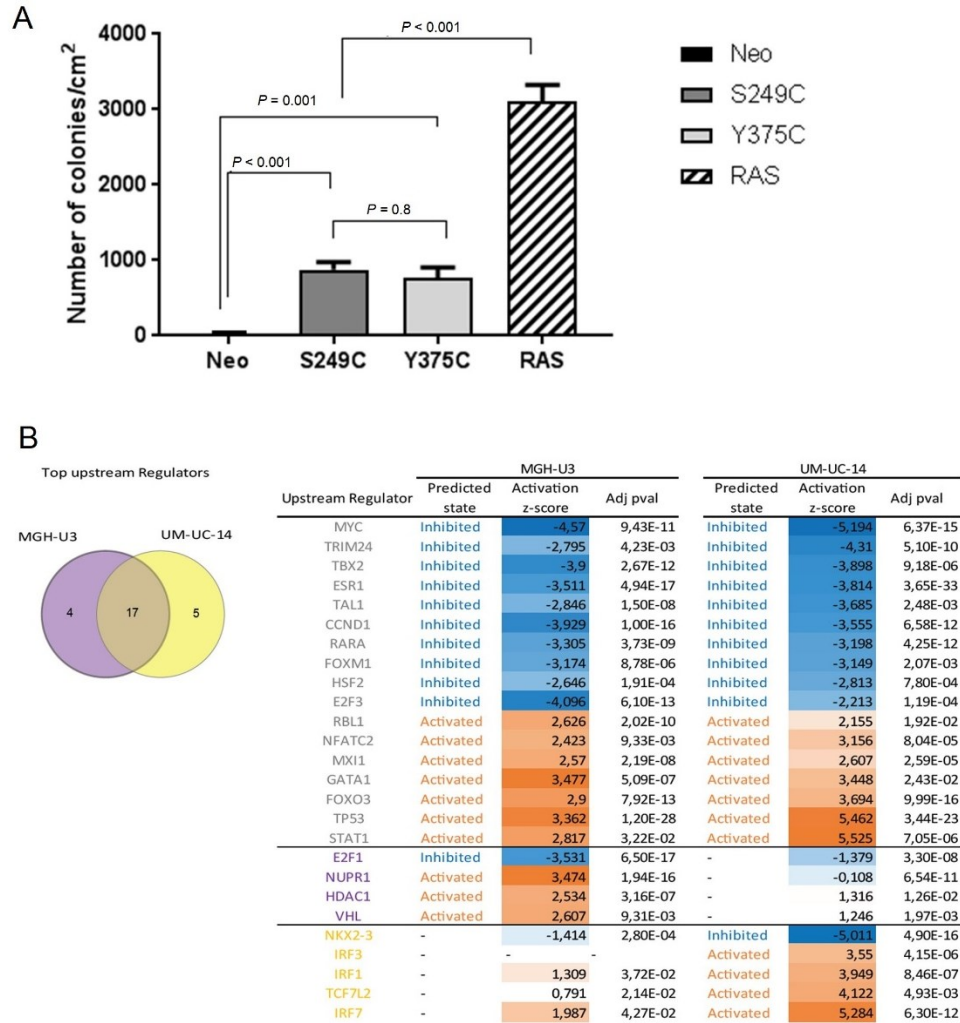 A
Number of colonies/cm²
4000
3000
2000
1000
0
P < 0.001
P = 0.001
P < 0.001
P = 0.8
Neo
S249C
Y375C
RAS
Neo
S249C
Y375C
RAS
B
Top upstream Regulators
MGH-U3
UM-UC-14
4
17
5
MGH-U3 UM-UC-14
Upstream Regulator Predicted state Activation z-score Adj pval Predicted state Activation z-score Adj pval
MYC Inhibited -4,57 9,43E-11 Inhibited -5,194 6,37E-15
TRIM24 Inhibited -2,795 4,23E-03 Inhibited -4,31 5,10E-10
TBX2 Inhibited -3,9 2,67E-12 Inhibited -3,898 9,18E-06
ESR1 Inhibited -3,511 4,94E-17 Inhibited -3,814 3,65E-33
TAL1 Inhibited -2,846 1,50E-08 Inhibited -3,685 2,48E-03
CCND1 Inhibited -3,929 1,00E-16 Inhibited -3,555 6,58E-12
RARA Inhibited -3,305 3,73E-09 Inhibited -3,198 4,25E-12
FOXM1 Inhibited -3,174 8,78E-06 Inhibited -3,149 2,07E-03
HSF2 Inhibited -2,646 1,91E-04 Inhibited -2,813 7,80E-04
E2F3 Inhibited -4,096 6,10E-13 Inhibited -2,213 1,19E-04
RBL1 Activated 2,626 2,02E-10 Activated 2,155 1,92E-02
NFATC2 Activated 2,423 9,33E-03 Activated 3,156 8,04E-05
MXI1 Activated 2,57 2,19E-08 Activated 2,607 2,59E-05
GATA1 Activated 3,477 5,09E-07 Activated 3,448 2,43E-02
FOXO3 Activated 2,9 7,92E-13 Activated 3,694 9,99E-16
TP53 Activated 3,362 1,20E-28 Activated 5,462 3,44E-23
STAT1 Activated 2,817 3,22E-02 Activated 5,525 7,05E-06
E2F1 Inhibited -3,531 6,50E-17 - -1,379 3,30E-08
NUPR1 Activated 3,474 1,94E-16 - -0,108 6,54E-11
HDAC1 Activated 2,534 3,16E-07 - 1,316 1,26E-02
VHL Activated 2,607 9,31E-03 - 1,246 1,97E-03
NKX2-3 - -1,414 2,80E-04 Inhibited -5,011 4,90E-16
IRF3 - - - Activated 3,55 4,15E-06
IRF1 - 1,309 3,72E-02 Activated 3,949 8,46E-07
TCF7L2 - 0,791 2,14E-02 Activated 4,122 4,93E-03
IRF7 - 1,987 4,27E-02 Activated 5,284 6,30E-12